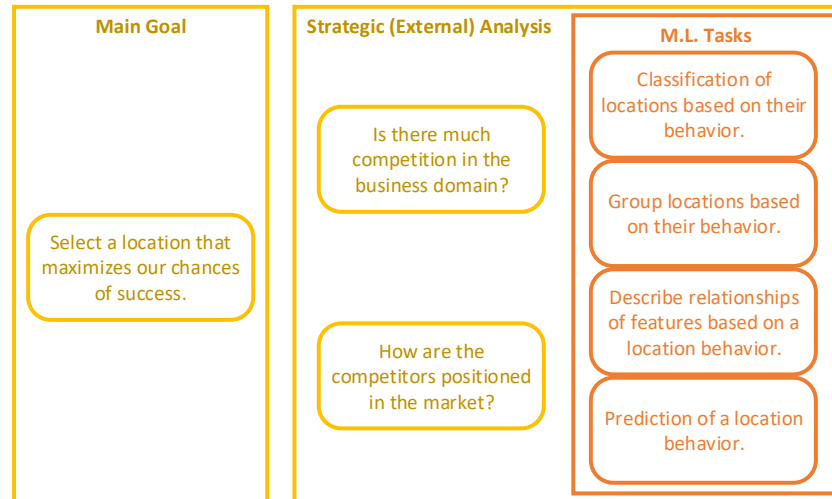 Main Goal
Select a location that
maximizes our chances
of success.
Strategic (External) Analysis
Is there much
competition in the
business domain?
How are the
competitors positioned
in the market?
M.L. Tasks
Classification of
locations based on their
behavior.
Group locations based
on their behavior.
Describe relationships
of features based on a
location behavior.
Prediction of a location
behavior.